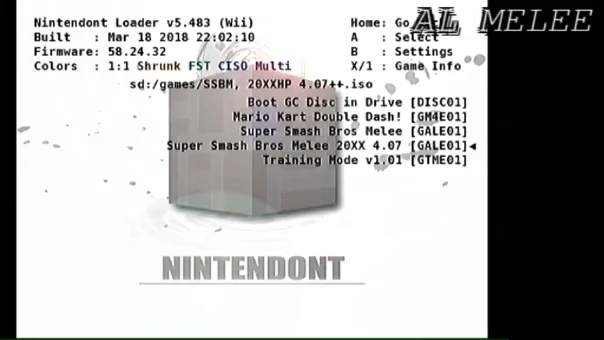 Nintendont Loader v5.483 (Wii)
Built : Mar 18 2018 22:02:10
Firmware: 58.24.32
Colors : 1:1 Shrunk FST CISO Multi
Home: Go
A : Select
B : Settings
X/1 : Game Info
AL MELEE
sd:/games/SSBM, 20XXHP 4.07++.iso
Boot GC Disc in Drive [DISC01]
Mario Kart Double Dash! [GM4E01]
Super Smash Bros Melee [GALE01]
Super Smash Bros Melee 20XX 4.07 [GALE01]◄
Training Mode v1.01 [GTME01]
NINTENDONT